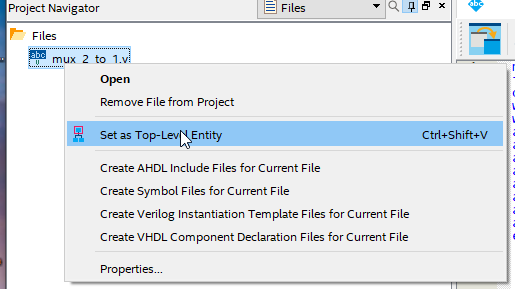 Project Navigator
Files
Files
abc
mux_2_to_1.v
Open
Remove File from Project
Set as Top-Level Entity Ctrl+Shift+V
Create AHDL Include Files for Current File
Create Symbol Files for Current File
Create Verilog Instantiation Template Files for Current File
Create VHDL Component Declaration Files for Current File
Properties...
abc